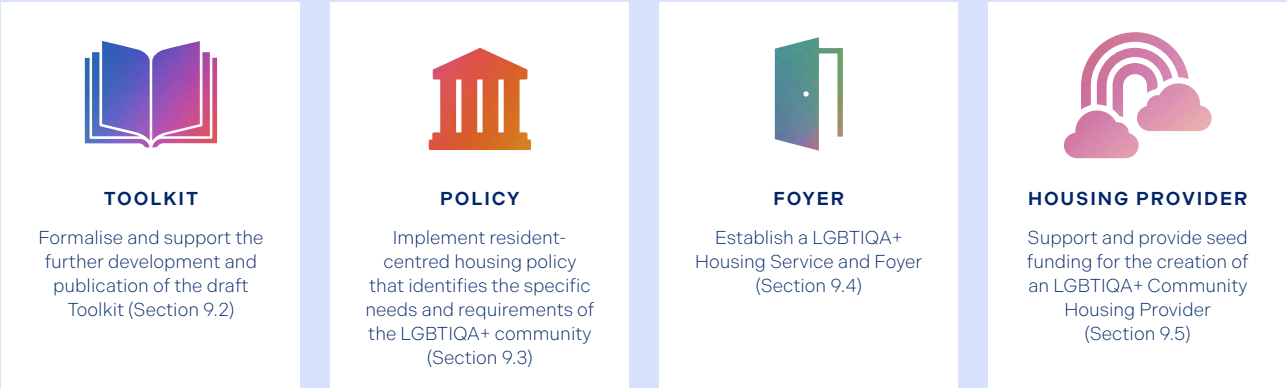 TOOLKIT
Formalise and support the
further development and
publication of the draft
Toolkit (Section 9.2)
POLICY
Implement resident-
centred housing policy
that identifies the specific
needs and requirements of
the LGBTIQA+ community
(Section 9.3)
FOYER
Establish a LGBTIQA+
Housing Service and Foyer
(Section 9.4)
HOUSING PROVIDER
Support and provide seed
funding for the creation of
an LGBTIQA+ Community
Housing Provider
(Section 9.5)